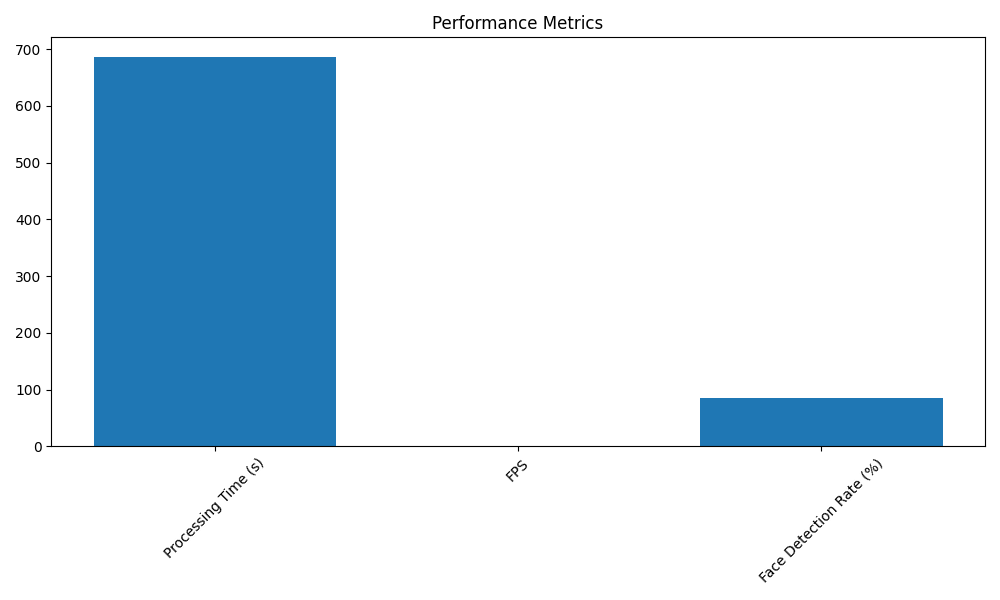 Performance Metrics
700
600
500
400
300
200
100
0
Processing Time (s)
FPS
Face Detection Rate (%)